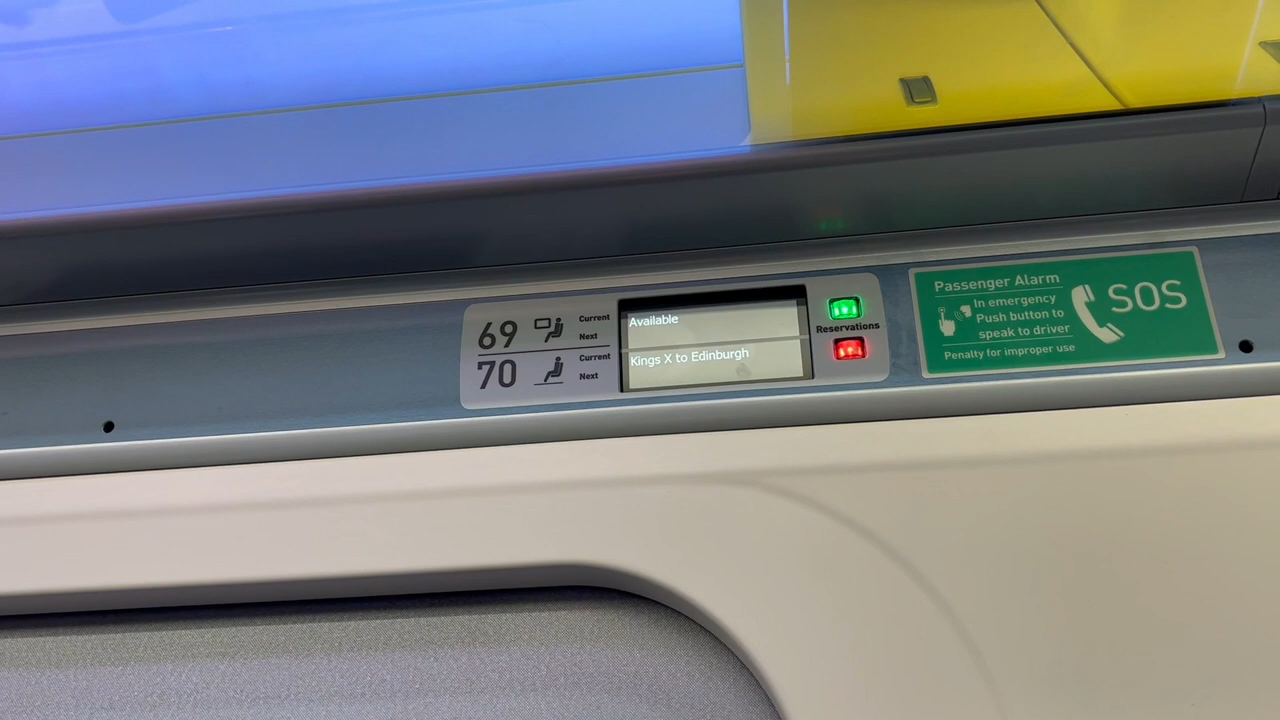 69
Current
Next
70
Current
Next
Available
Kings X to Edinburgh
Reservations
Passenger Alarm
In emergency
Push button to
speak to driver
Penalty for improper use
SOS